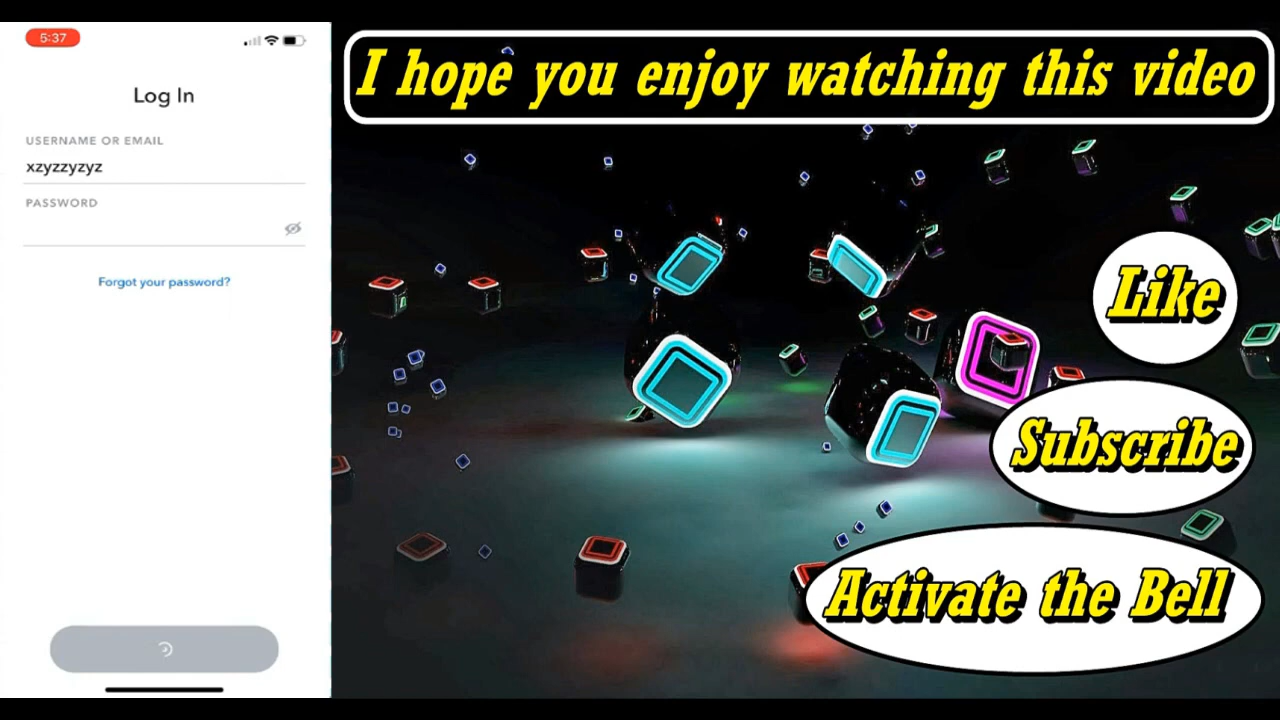 5:37
Log In
USERNAME OR EMAIL
xzyzzyzyz
PASSWORD
Forgot your password?
I hope you enjoy watching this video
Like
Subscribe
Activate the Bell